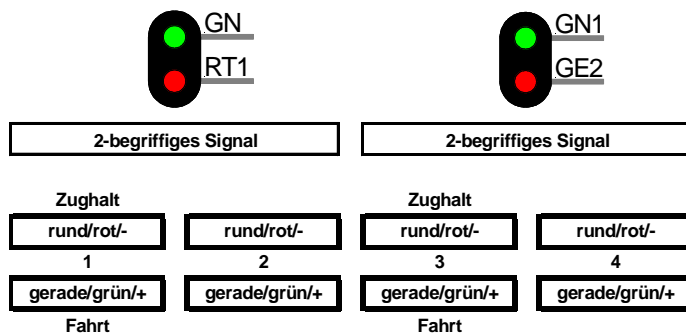 GN GN1
RT1 GE2
2-begriffiges Signal 2-begriffiges Signal
Zughalt Zughalt
rund/rot/- rund/rot/- rund/rot/- rund/rot/-
1 2 3 4
gerade/grün/+ gerade/grün/+ gerade/grün/+ gerade/grün/+
Fahrt Fahrt